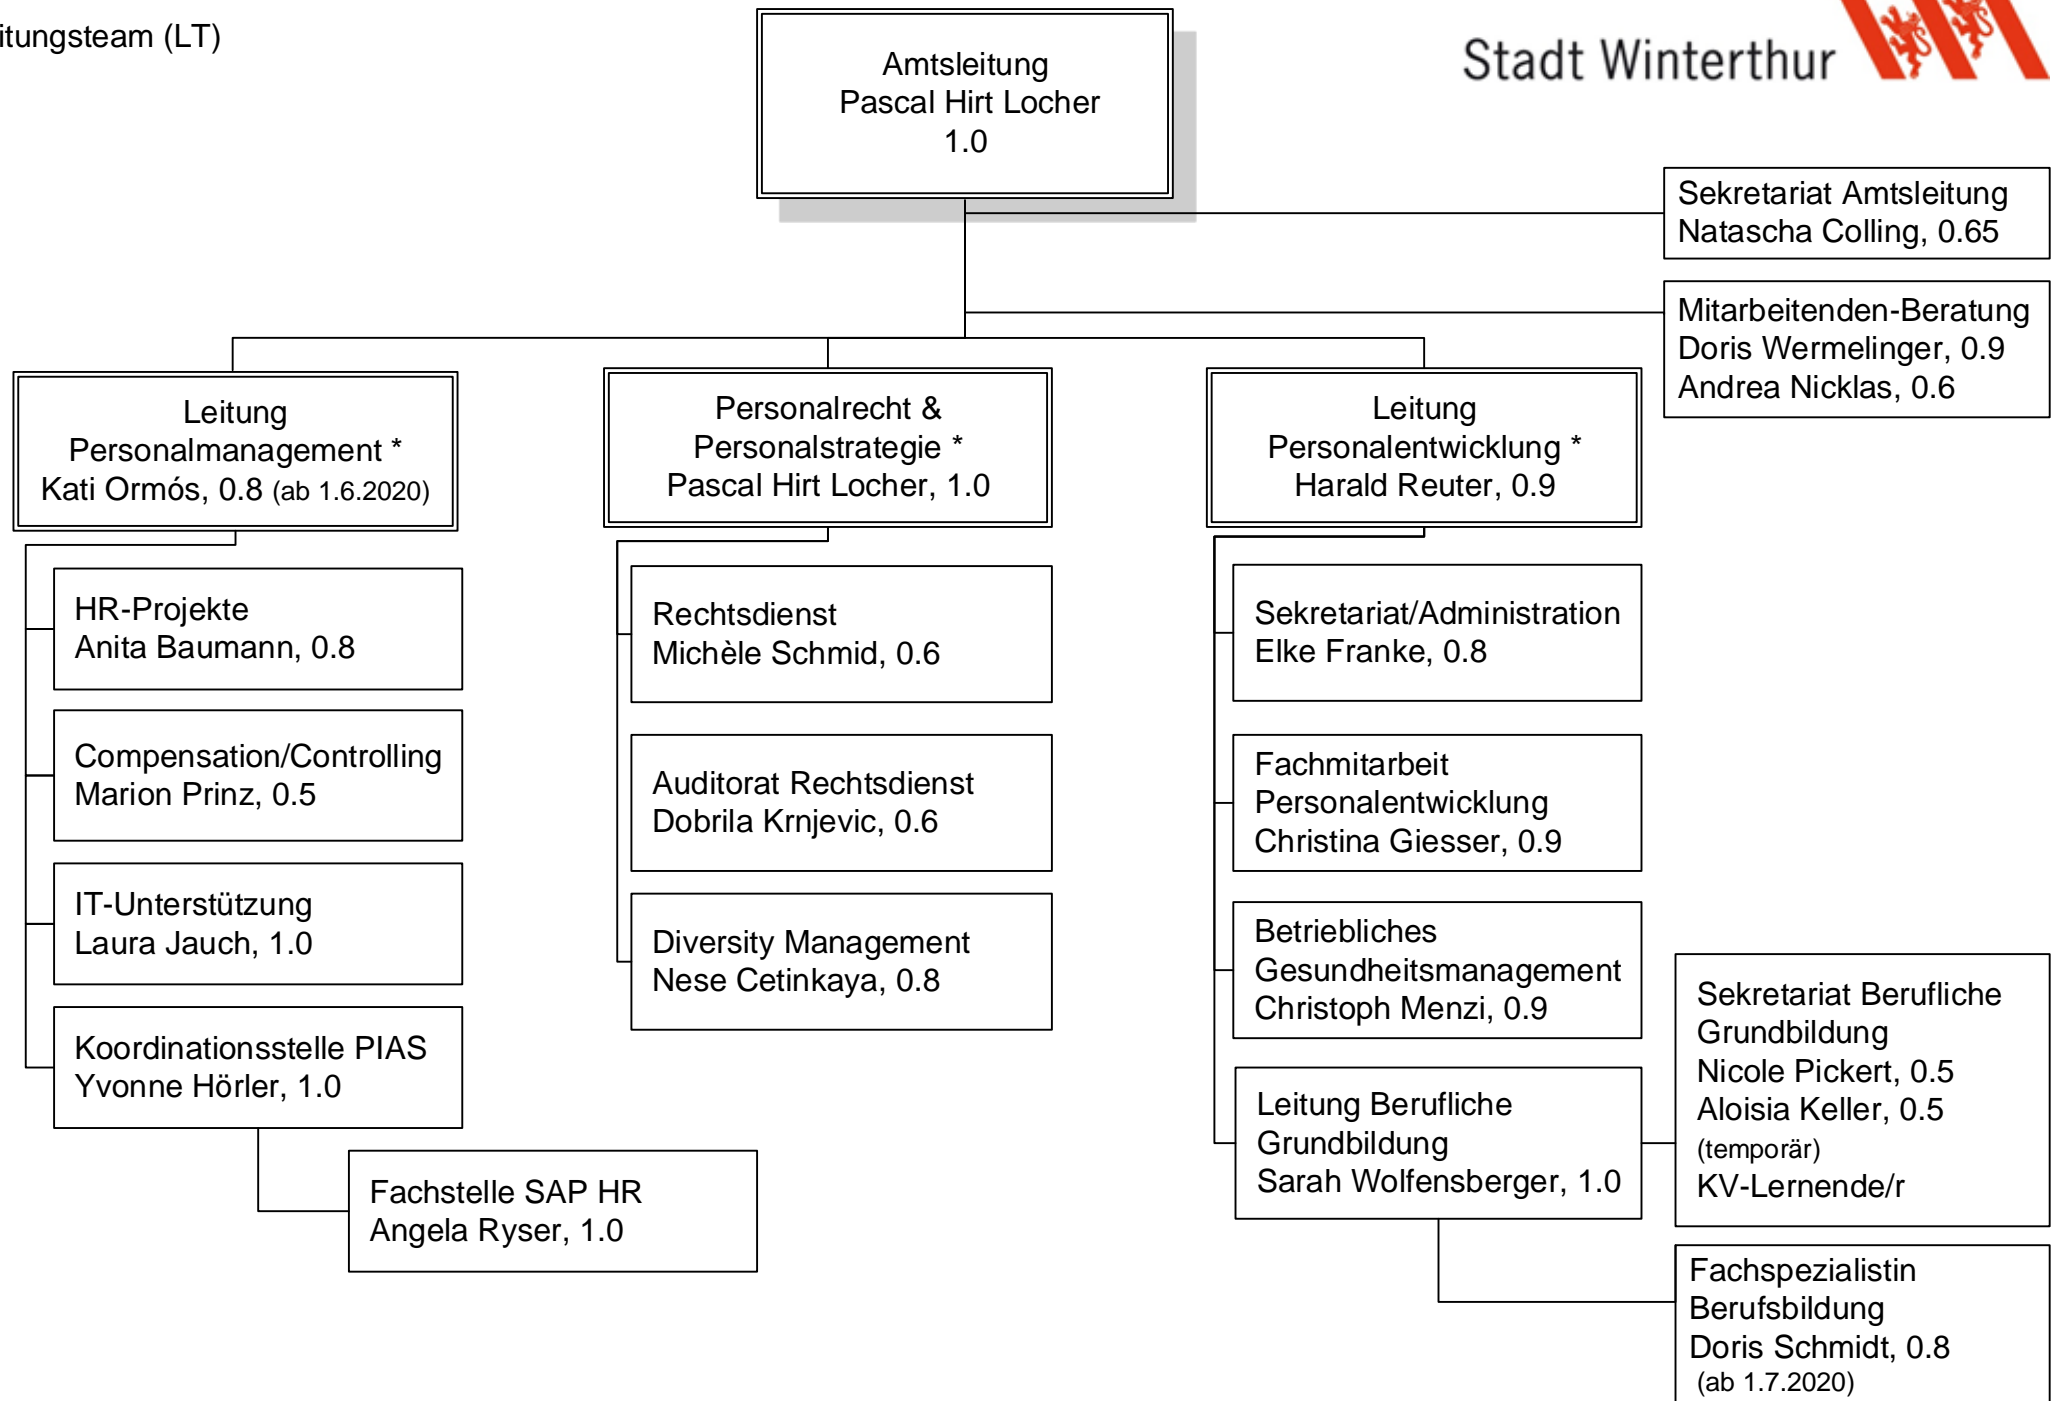 itungsteam (LT)
Stadt Winterthur
Amtsleitung
Pascal Hirt Locher
1.0
Sekretariat Amtsleitung
Natascha Colling, 0.65
Mitarbeitenden-Beratung
Doris Wermelinger, 0.9
Andrea Nicklas, 0.6
Leitung
Personalmanagement *
Kati Ormós, 0.8 (ab 1.6.2020)
Personalrecht &
Personalstrategie *
Pascal Hirt Locher, 1.0
Leitung
Personalentwicklung *
Harald Reuter, 0.9
HR-Projekte
Anita Baumann, 0.8
Compensation/Controlling
Marion Prinz, 0.5
IT-Unterstützung
Laura Jauch, 1.0
Koordinationsstelle PIAS
Yvonne Hörler, 1.0
Fachstelle SAP HR
Angela Ryser, 1.0
Rechtsdienst
Michèle Schmid, 0.6
Auditorat Rechtsdienst
Dobrila Krnjevic, 0.6
Diversity Management
Nese Cetinkaya, 0.8
Sekretariat/Administration
Elke Franke, 0.8
Fachmitarbeit
Personalentwicklung
Christina Giesser, 0.9
Betriebliches
Gesundheitsmanagement
Christoph Menzi, 0.9
Leitung Berufliche
Grundbildung
Sarah Wolfensberger, 1.0
Sekretariat Berufliche
Grundbildung
Nicole Pickert, 0.5
Aloisia Keller, 0.5
(temporär)
KV-Lernende/r
Fachspezialistin
Berufsbildung
Doris Schmidt, 0.8
(ab 1.7.2020)